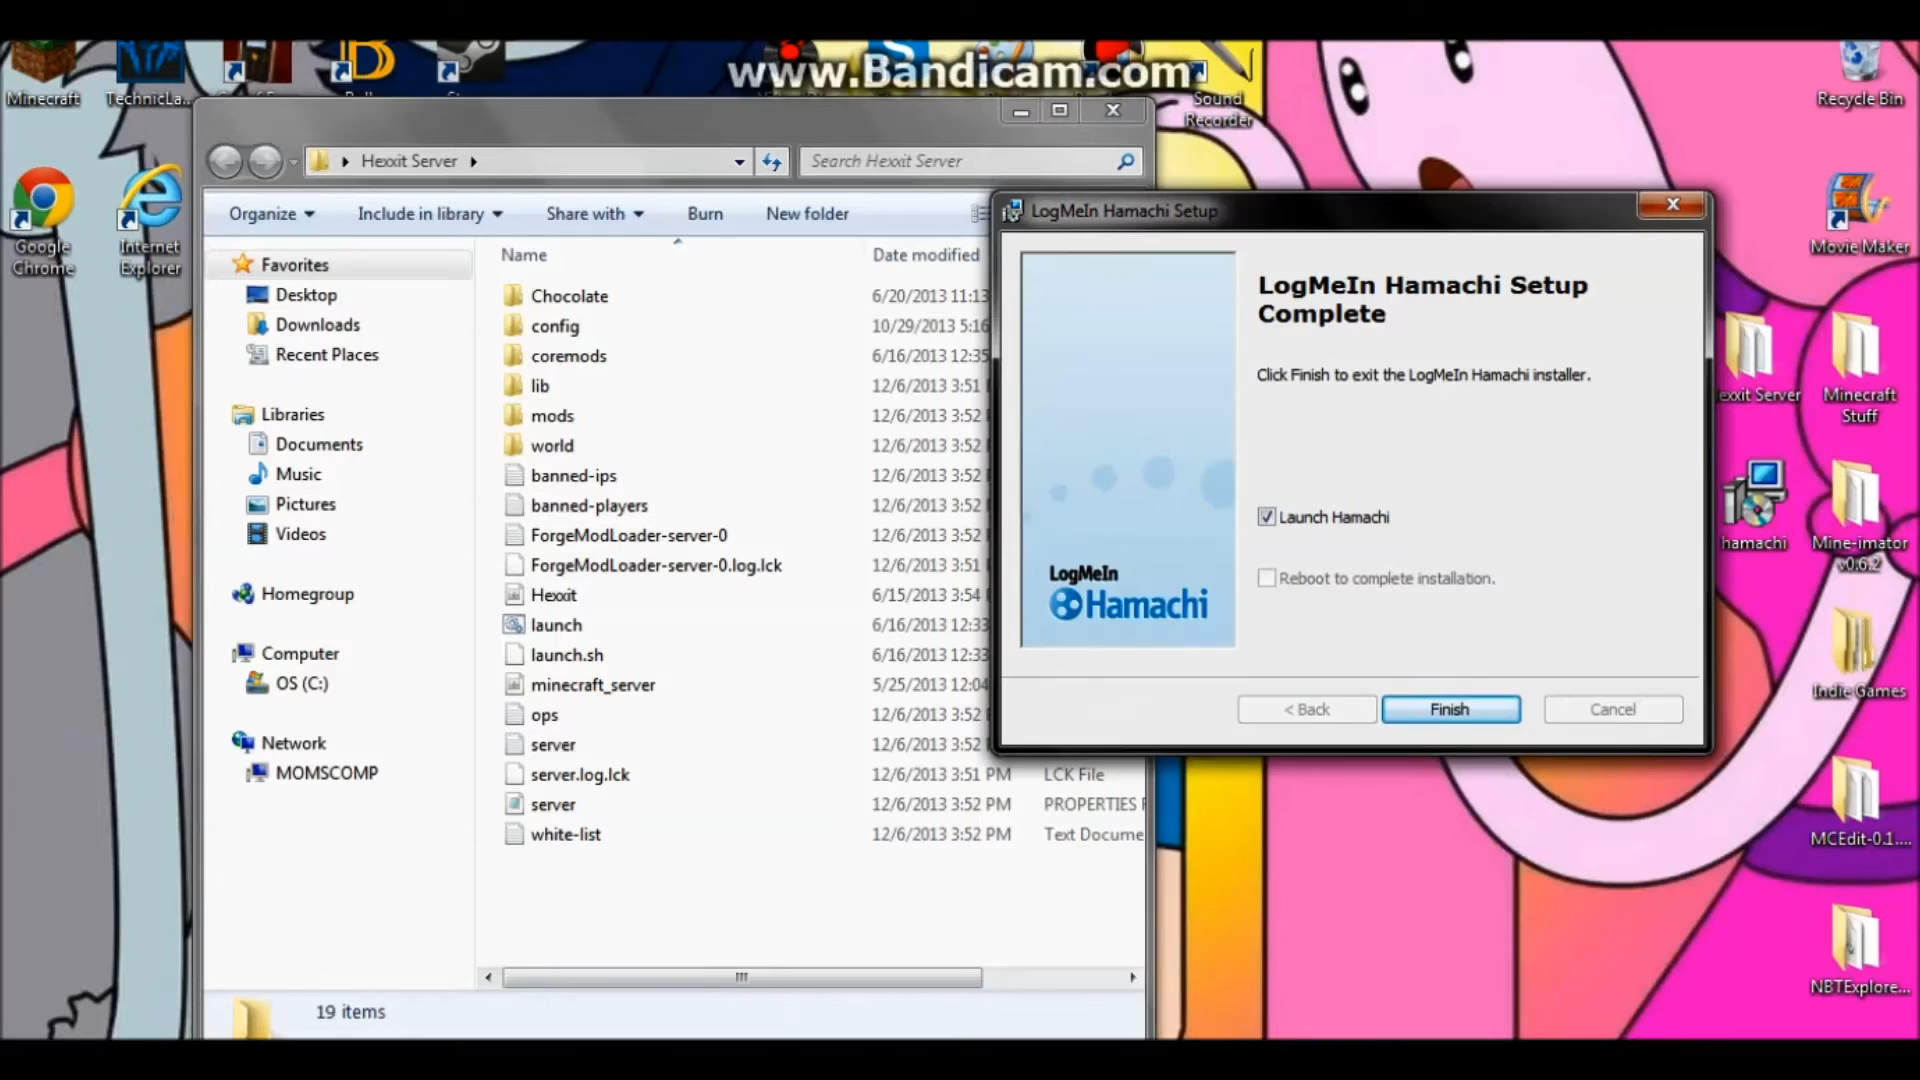 www.Bandicam.com
Minecraft
TechnicLa...
Sound
Recorder
Recycle Bin
Google
Chrome
Internet
Explorer
Movie Maker
Hexxit Server
Search Hexxit Server
Organize
Include in library
Share with
Burn
New folder
Name
Date modified
Favorites
Desktop
Downloads
Recent Places
Libraries
Documents
Music
Pictures
Videos
Homegroup
Computer
OS (C:)
Network
MOMSCOMP
Chocolate 6/20/2013 11:13
config 10/29/2013 5:16
coremods 6/16/2013 12:35
lib 12/6/2013 3:51
mods 12/6/2013 3:52
world 12/6/2013 3:52
banned-ips 12/6/2013 3:52
banned-players 12/6/2013 3:52
ForgeModLoader-server-0 12/6/2013 3:52
ForgeModLoader-server-0.log.lck 12/6/2013 3:51
Hexxit 6/15/2013 3:54
launch 6/16/2013 12:33
launch.sh 6/16/2013 12:33
minecraft_server 5/25/2013 12:04
ops 12/6/2013 3:52
server 12/6/2013 3:52
server.log.lck 12/6/2013 3:51 PM LCK File
server 12/6/2013 3:52 PM PROPERTIES F
white-list 12/6/2013 3:52 PM Text Docume
19 items
LogMeIn Hamachi Setup
LogMeIn Hamachi Setup
Complete
Click Finish to exit the LogMeIn Hamachi installer.
Launch Hamachi
Reboot to complete installation.
LogMeIn
Hamachi
< Back
Finish
Cancel
exxit Server
Minecraft
Stuff
hamachi
Mine-imator
v0.6.2
Indie Games
MCEdit-0.1....
NBTExplore...